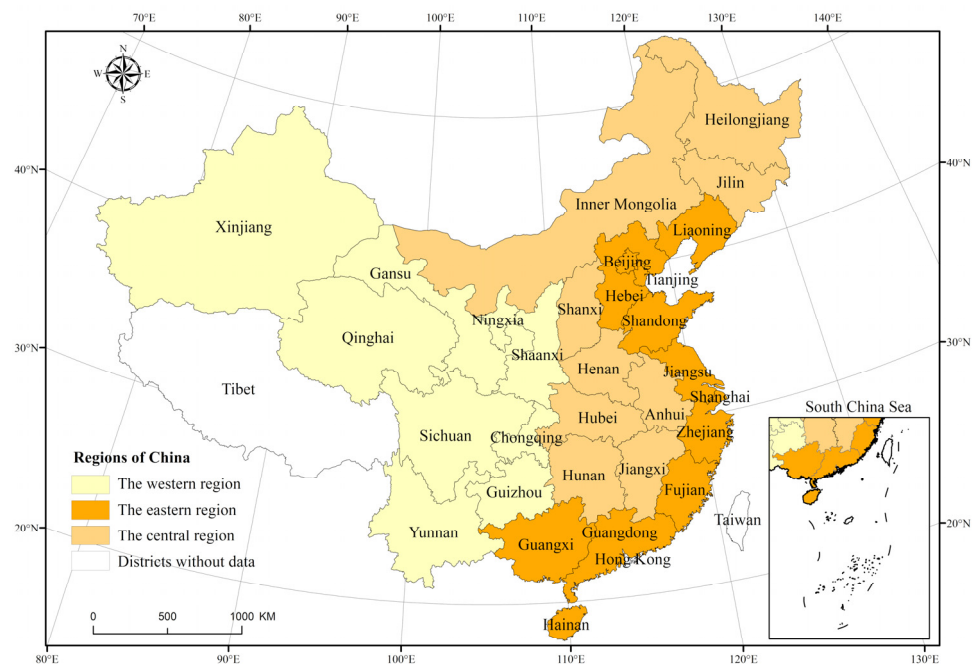 70°E 80°E 90°E 100°E 110°E 120°E 130°E 140°E
N
W E
S
Heilongjiang
40°N
40°N
Jilin
Inner Mongolia
Xinjiang
Liaoning
Beijing
Gansu
Tianjing
Hebei
Shanxi
Ningxia
Shandong
Qinghai
30°N
30°N
Shaanxi
Henan
Jiangsu
Tibet
Shanghai
South China Sea
Hubei
Anhui
Zhejiang
Sichuan
Chongqing
Regions of China
Hunan
Jiangxi
The western region
Guizhou
Fujian
The eastern region
20°N
Taiwan
20°N
Yunnan
Guangdong
The central region
Guangxi
Hong Kong
Districts without data
0 500 1000 KM
Hainan
80°E 90°E 100°E 110°E 120°E 130°E